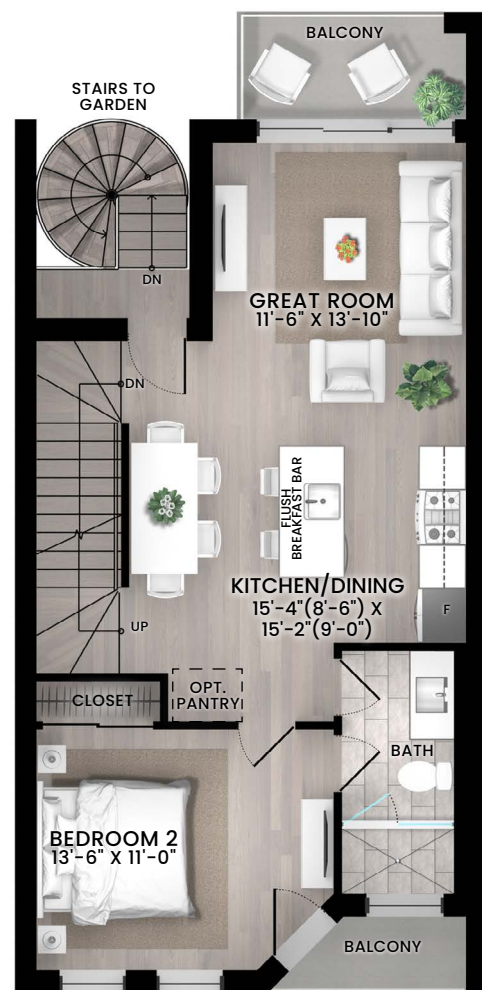 BALCONY
STAIRS TO
GARDEN
DN
GREAT ROOM
11'-6" X 13'-10"
DN
FLUSH
BREAKFAST BAR
KITCHEN/DINING
15'-4"(8'-6") X
15'-2"(9'-0")
F
UP
OPT.
PANTRY
CLOSET
BATH
BEDROOM 2
13'-6" X 11'-0"
BALCONY